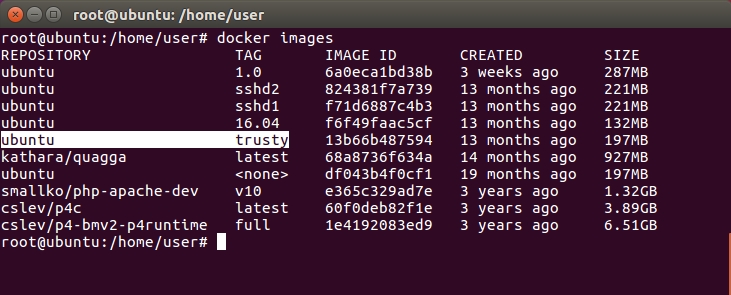 root@ubuntu: /home/user
root@ubuntu:/home/user# docker images
REPOSITORY TAG IMAGE ID CREATED SIZE
ubuntu 1.0 6a0eca1bd38b 3 weeks ago 287MB
ubuntu sshd2 824381f7a739 13 months ago 221MB
ubuntu sshd1 f71d6887c4b3 13 months ago 221MB
ubuntu 16.04 f6f49faac5cf 13 months ago 132MB
ubuntu trusty 13b66b487594 13 months ago 197MB
kathara/quagga latest 68a8736f634a 14 months ago 927MB
ubuntu <none> df043b4f0cf1 19 months ago 197MB
smallko/php-apache-dev v10 e365c329ad7e 3 years ago 1.32GB
cslev/p4c latest 60f0deb82f1e 3 years ago 3.89GB
cslev/p4-bmv2-p4runtime full 1e4192083ed9 3 years ago 6.51GB
root@ubuntu:/home/user#